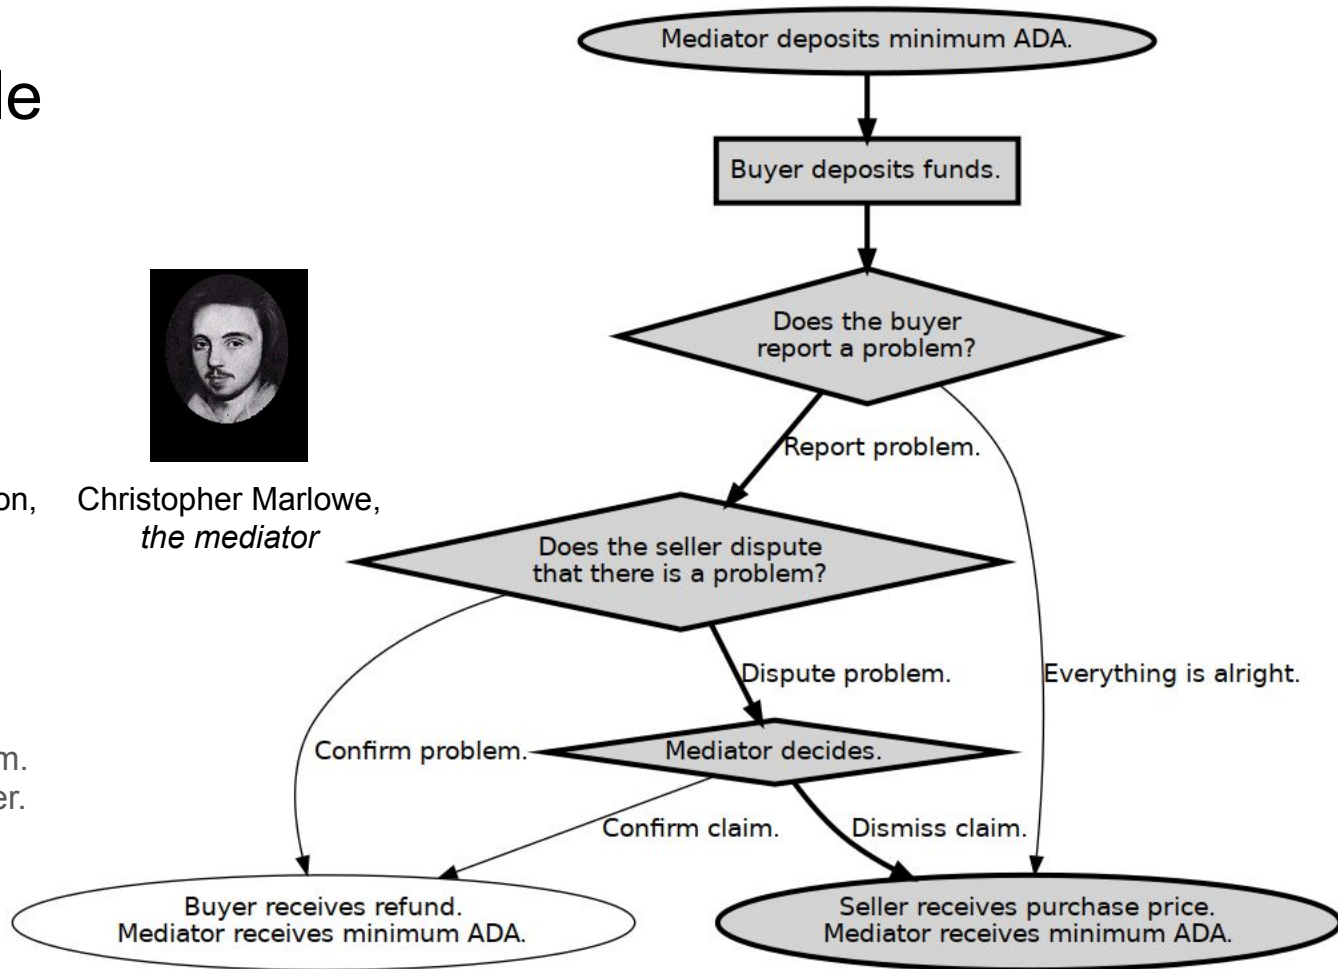 Mediator deposits minimum ADA.
Buyer deposits funds.
Does the buyer
report a problem?
Report problem.
Christopher Marlowe,
the mediator
Does the seller dispute
that there is a problem?
Dispute problem.
Everything is alright.
Confirm problem.
Mediator decides.
Confirm claim.
Dismiss claim.
Buyer receives refund.
Mediator receives minimum ADA.
Seller receives purchase price.
Mediator receives minimum ADA.